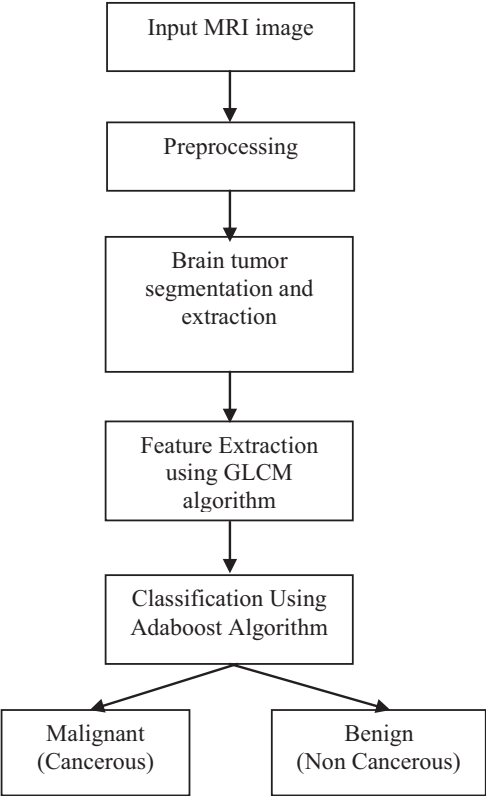 Input MRI image
Preprocessing
Brain tumor
segmentation and
extraction
Feature Extraction
using GLCM
algorithm
Classification Using
Adaboost Algorithm
Malignant
(Cancerous)
Benign
(Non Cancerous)